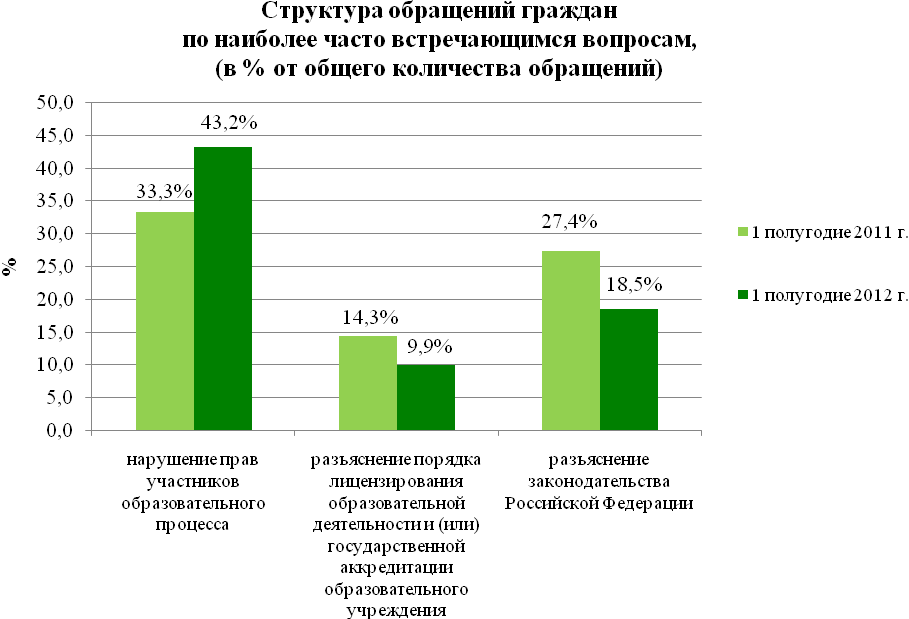 Структура обращений граждан
по наиболее часто встречающимся вопросам,
(в % от общего количества обращений)
50,0
45,0
40,0
35,0
30,0
25,0
20,0
15,0
10,0
5,0
0,0
%
33,3%
43,2%
14,3%
9,9%
27,4%
18,5%
нарушение прав
участников
образовательного
процесса
разъяснение порядка
лицензирования
образовательной
деятельности и (или)
государственной
аккредитации
образовательного
учреждения
разъяснение
законодательства
Российской Федерации
1 полугодие 2011 г.
1 полугодие 2012 г.